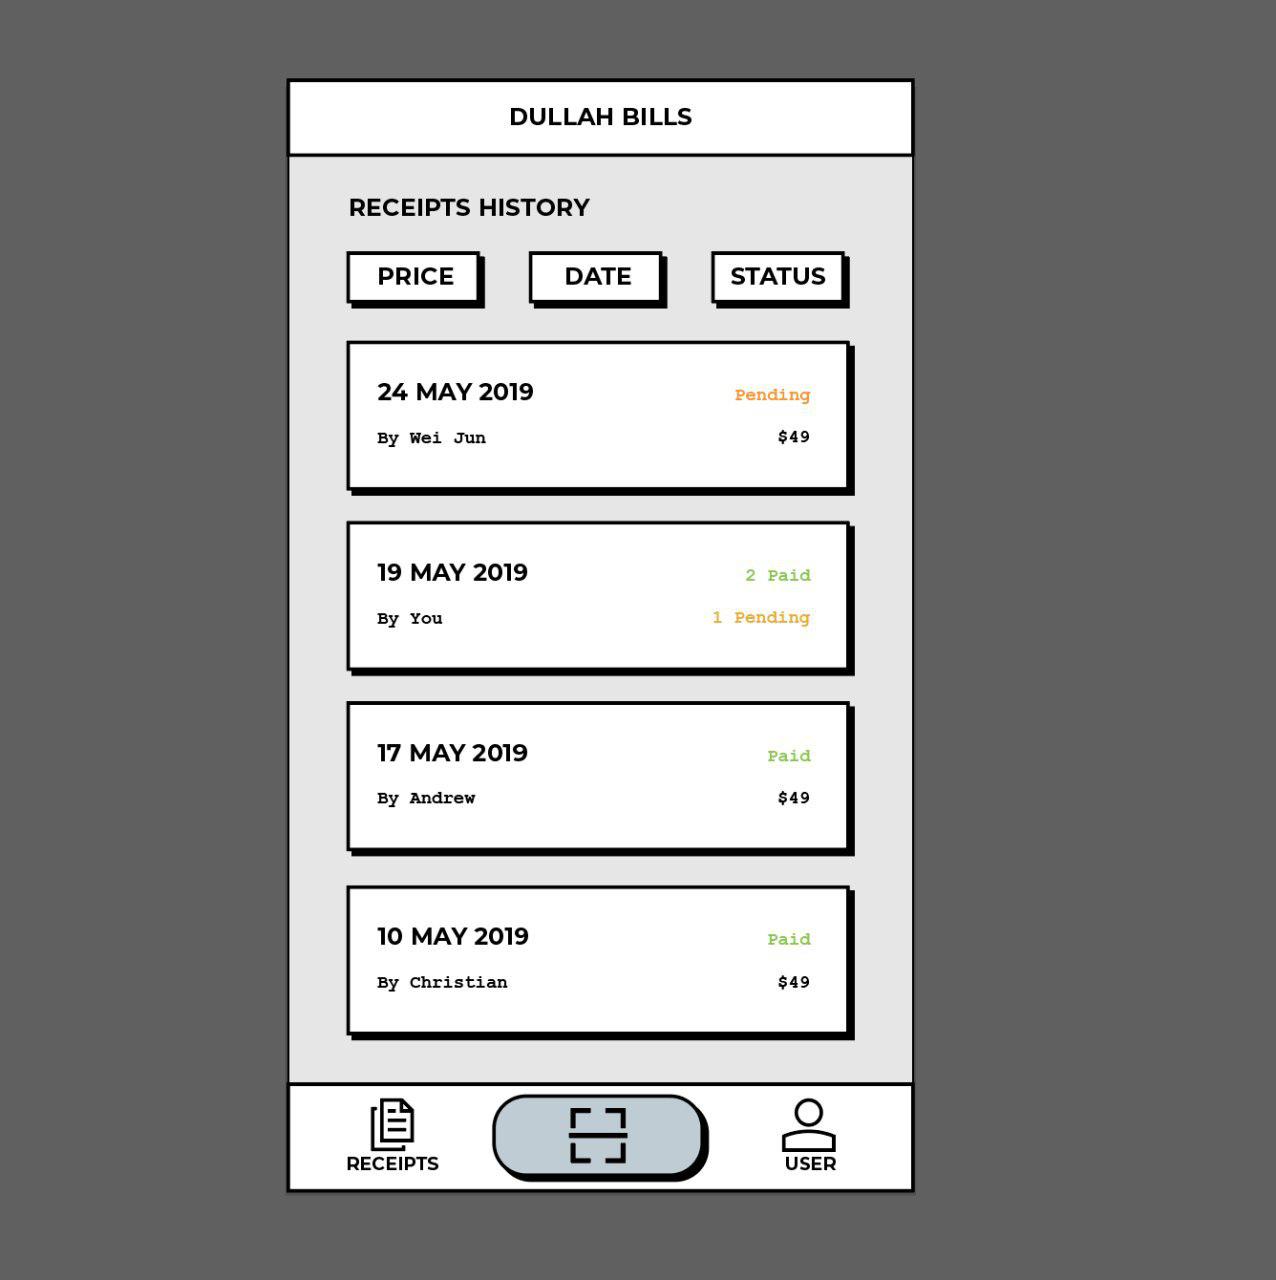 DULLAH BILLS
RECEIPTS HISTORY
PRICE DATE STATUS
24 MAY 2019 Pending
By Wei Jun $49
19 MAY 2019 2 Paid
By You 1 Pending
17 MAY 2019 Paid
By Andrew $49
10 MAY 2019 Paid
By Christian $49
RECEIPTS USER